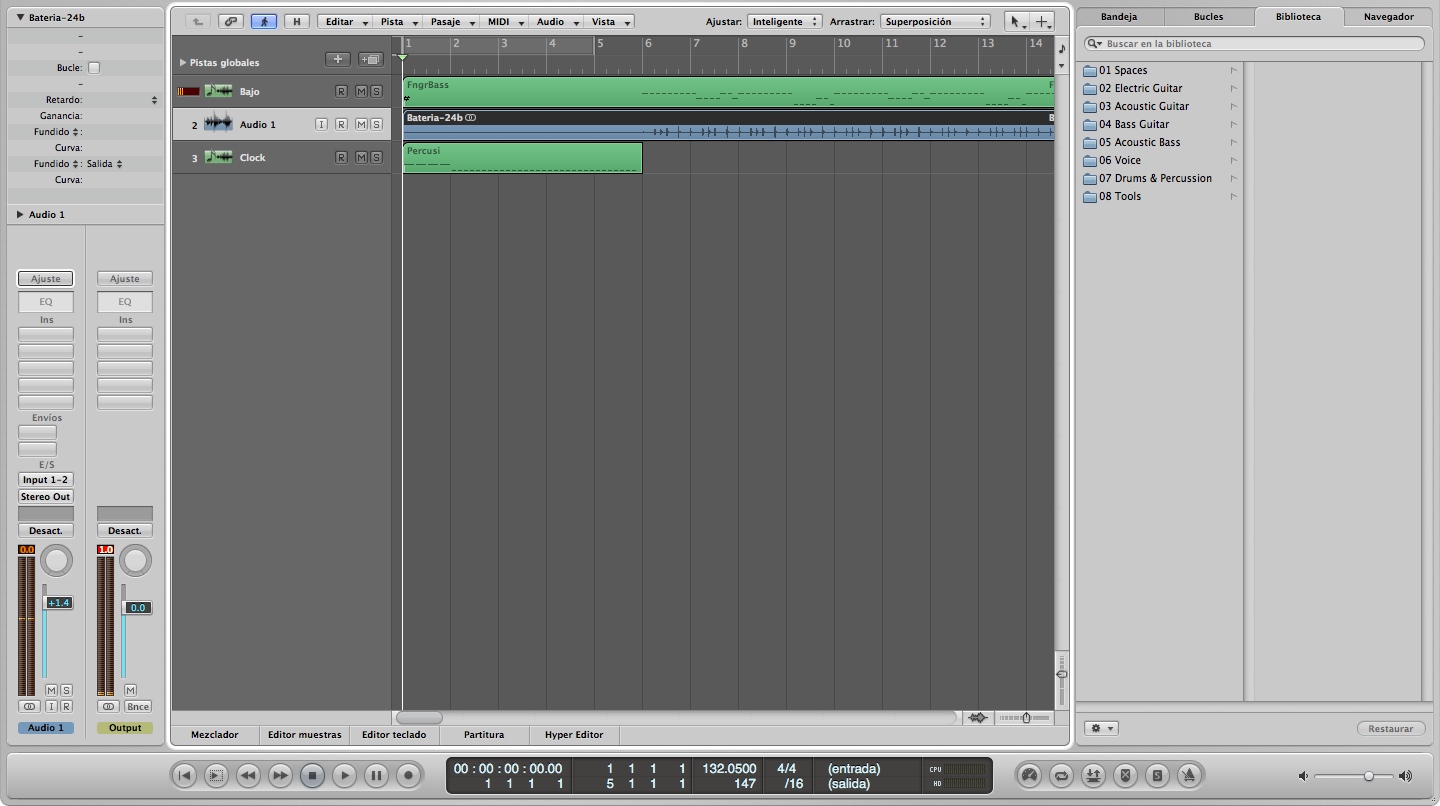 Bateria-24b
-
-
Bucle:
-
Retardo:
Ganancia:
Fundido :
Curva:
Fundido : Salida
Curva:
Audio 1
Ajuste Ajuste
EQ EQ
Ins Ins
Envíos
E/S
Input 1-2
Stereo Out
Desact. Desact.
0.0 1.0
+1.4 0.0
M S M
I R Bnce
Audio 1 Output
H Editar Pista Pasaje MIDI Audio Vista Ajustar: Inteligente Arrastrar: Superposición
1 2 3 4 5 6 7 8 9 10 11 12 13 14
Pistas globales
Bajo R M S
2 Audio 1 I R M S
3 Clock R M S
FngrBass F
Bateria-24b B
Percusi
Mezclador Editor muestras Editor teclado Partitura Hyper Editor
Bandeja Bucles Biblioteca Navegador
Buscar en la biblioteca
01 Spaces
02 Electric Guitar
03 Acoustic Guitar
04 Bass Guitar
05 Acoustic Bass
06 Voice
07 Drums & Percussion
08 Tools
Restaurar
00 : 00 : 00 : 00.00 1 1 1 1 132.0500 4/4 (entrada) CPU
1 1 1 1 5 1 1 1 147 /16 (salida) HD
S